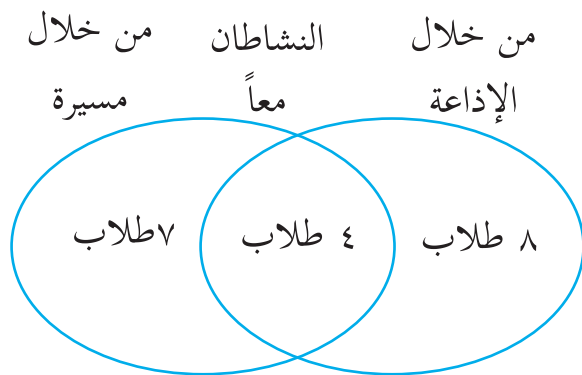 من خلال الإذاعة
النشاطان معاً
من خلال مسيرة
٨ طلاب
٤ طلاب
٧طلاب